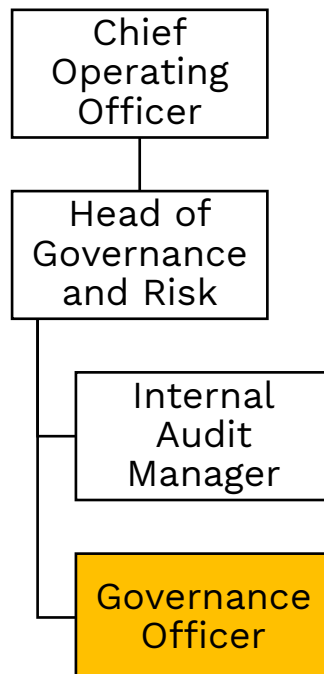 Chief
Operating
Officer
Head of
Governance
and Risk
Internal
Audit
Manager
Governance
Officer